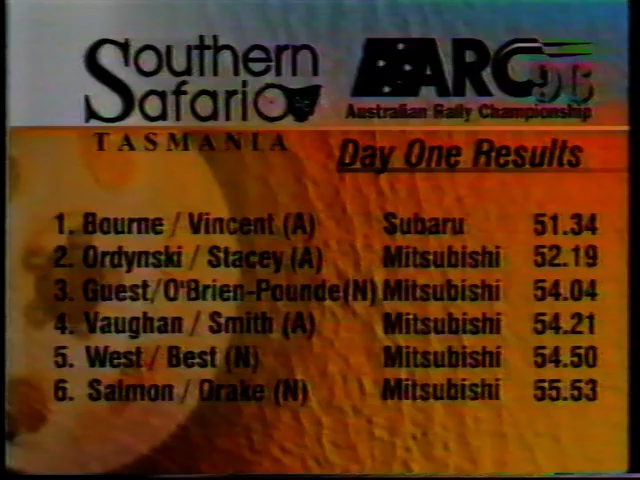 Southern
Safari
TASMANIA
ARC 96
Australian Rally Championship
Day One Results
1. Bourne / Vincent (A) Subaru 51.34
2. Ordynski / Stacey (A) Mitsubishi 52.19
3. Guest/O'Brien-Pounde(N) Mitsubishi 54.04
4. Vaughan / Smith (A) Mitsubishi 54.21
5. West / Best (N) Mitsubishi 54.50
6. Salmon / Drake (N) Mitsubishi 55.53